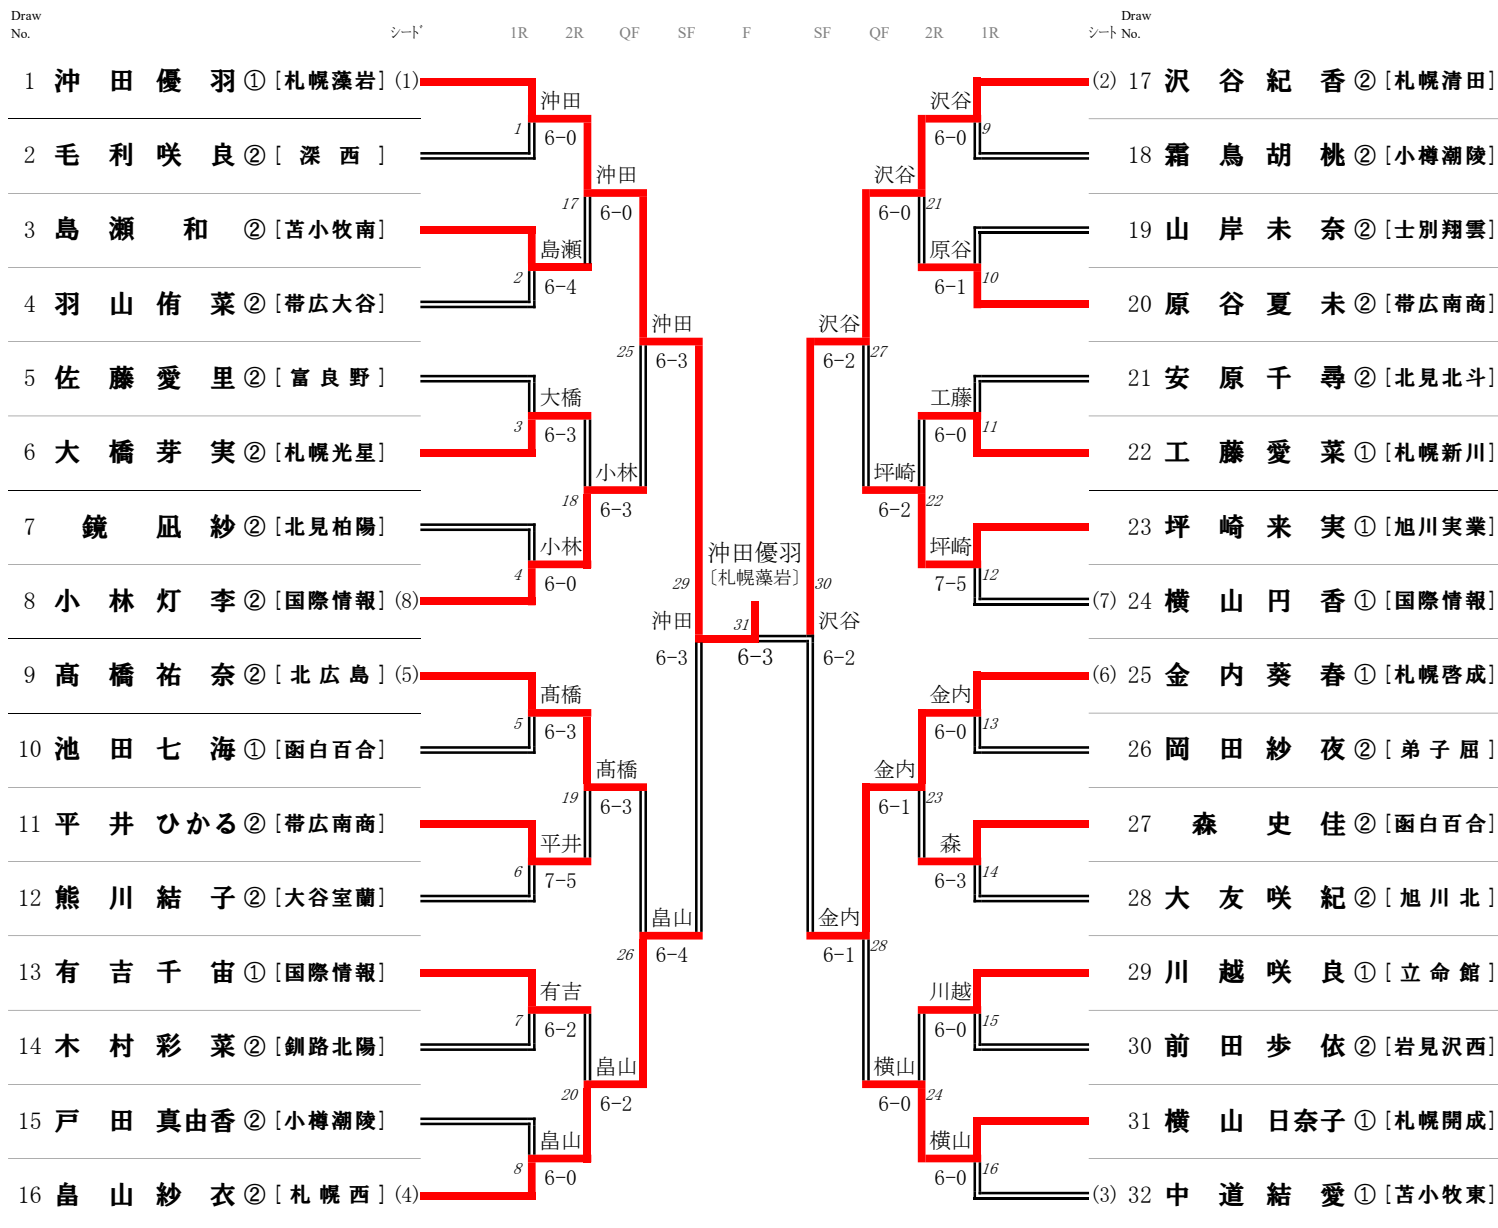 Draw
No.
シード 1R 2R QF SF F SF QF 2R 1R シート
Draw
No.
1 沖田優羽 ① [札幌藻岩] (1)
2 毛利咲良 ② [深西]
3 島瀬和 ② [苫小牧南]
4 羽山侑菜 ② [帯広大谷]
5 佐藤愛里 ② [富良野]
6 大橋芽実 ② [札幌光星]
7 鏡凪紗 ② [北見柏陽]
8 小林灯李 ② [国際情報] (8)
9 髙橋祐奈 ② [北広島] (5)
10 池田七海 ① [函白百合]
11 平井ひかる ② [帯広南商]
12 熊川結子 ② [大谷室蘭]
13 有吉千宙 ① [国際情報]
14 木村彩菜 ② [釧路北陽]
15 戸田真由香 ② [小樽潮陵]
16 畠山紗衣 ② [札幌西] (4)
1 沖田 6-0
2 島瀬 6-4
3 大橋 6-3
4 小林 6-0
5 髙橋 6-3
6 平井 7-5
7 有吉 6-2
8 畠山 6-0
17 沖田 6-0
18 小林 6-3
19 髙橋 6-3
20 畠山 6-2
25 沖田 6-3
26 畠山 6-4
29 沖田 6-3
沖田優羽
〔札幌藻岩〕
31 6-3
30 沢谷 6-2
27 沢谷 6-2
28 金内 6-1
21 沢谷 6-0
22 坪崎 6-2
23 金内 6-1
24 横山 6-0
9 沢谷 6-0
10 原谷 6-1
11 工藤 6-0
12 坪崎 7-5
13 金内 6-0
14 森 6-3
15 川越 6-0
16 横山 6-0
(2) 17 沢谷紀香 ② [札幌清田]
18 霜鳥胡桃 ② [小樽潮陵]
19 山岸未奈 ② [士別翔雲]
20 原谷夏未 ② [帯広南商]
21 安原千尋 ② [北見北斗]
22 工藤愛菜 ① [札幌新川]
23 坪崎来実 ① [旭川実業]
(7) 24 横山円香 ① [国際情報]
(6) 25 金内葵春 ① [札幌啓成]
26 岡田紗夜 ② [弟子屈]
27 森史佳 ② [函白百合]
28 大友咲紀 ② [旭川北]
29 川越咲良 ① [立命館]
30 前田歩依 ② [岩見沢西]
31 横山日奈子 ① [札幌開成]
(3) 32 中道結愛 ① [苫小牧東]